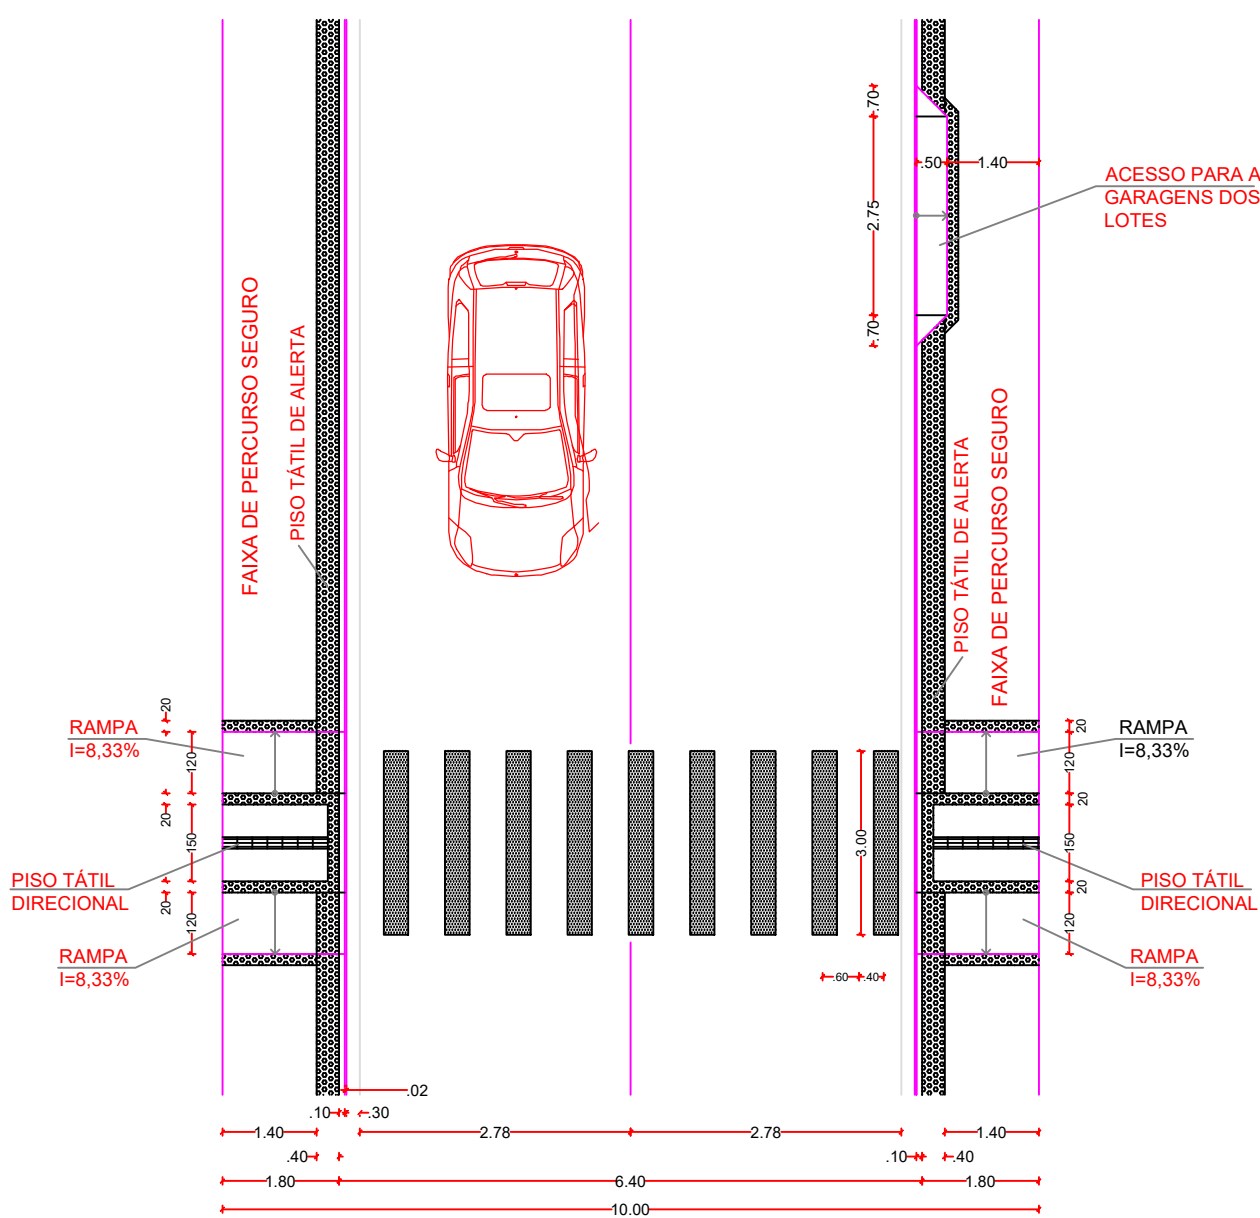 .70
.50
1.40
ACESSO PARA A
GARAGENS DOS
LOTES
2.75
.70
FAIXA DE PERCURSO SEGURO
PISO TÁTIL DE ALERTA
PISO TÁTIL DE ALERTA
FAIXA DE PERCURSO SEGURO
20
RAMPA
I=8,33%
120
20
150
PISO TÁTIL
DIRECIONAL
20
120
RAMPA
I=8,33%
3.00
.60
.40
20
RAMPA
I=8,33%
120
20
150
PISO TÁTIL
DIRECIONAL
20
120
RAMPA
I=8,33%
.02
.10
.30
1.40
2.78
2.78
1.40
.40
.10
.40
1.80
6.40
1.80
10.00